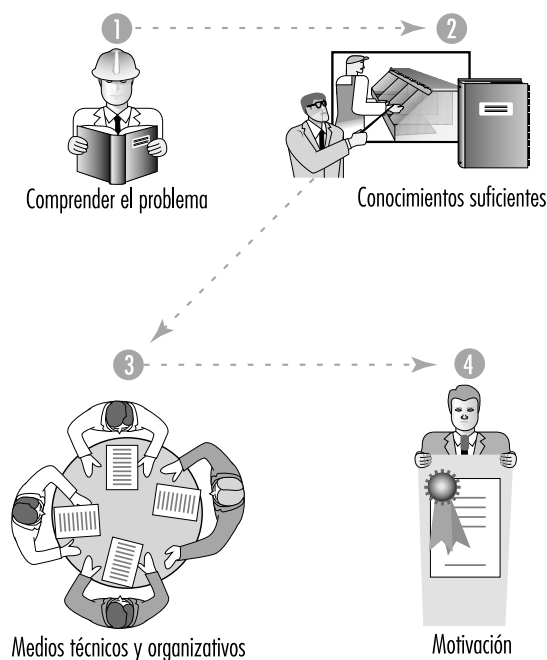 1
2
Comprender el problema
Conocimientos suficientes
3
4
Medios técnicos y organizativos
Motivación